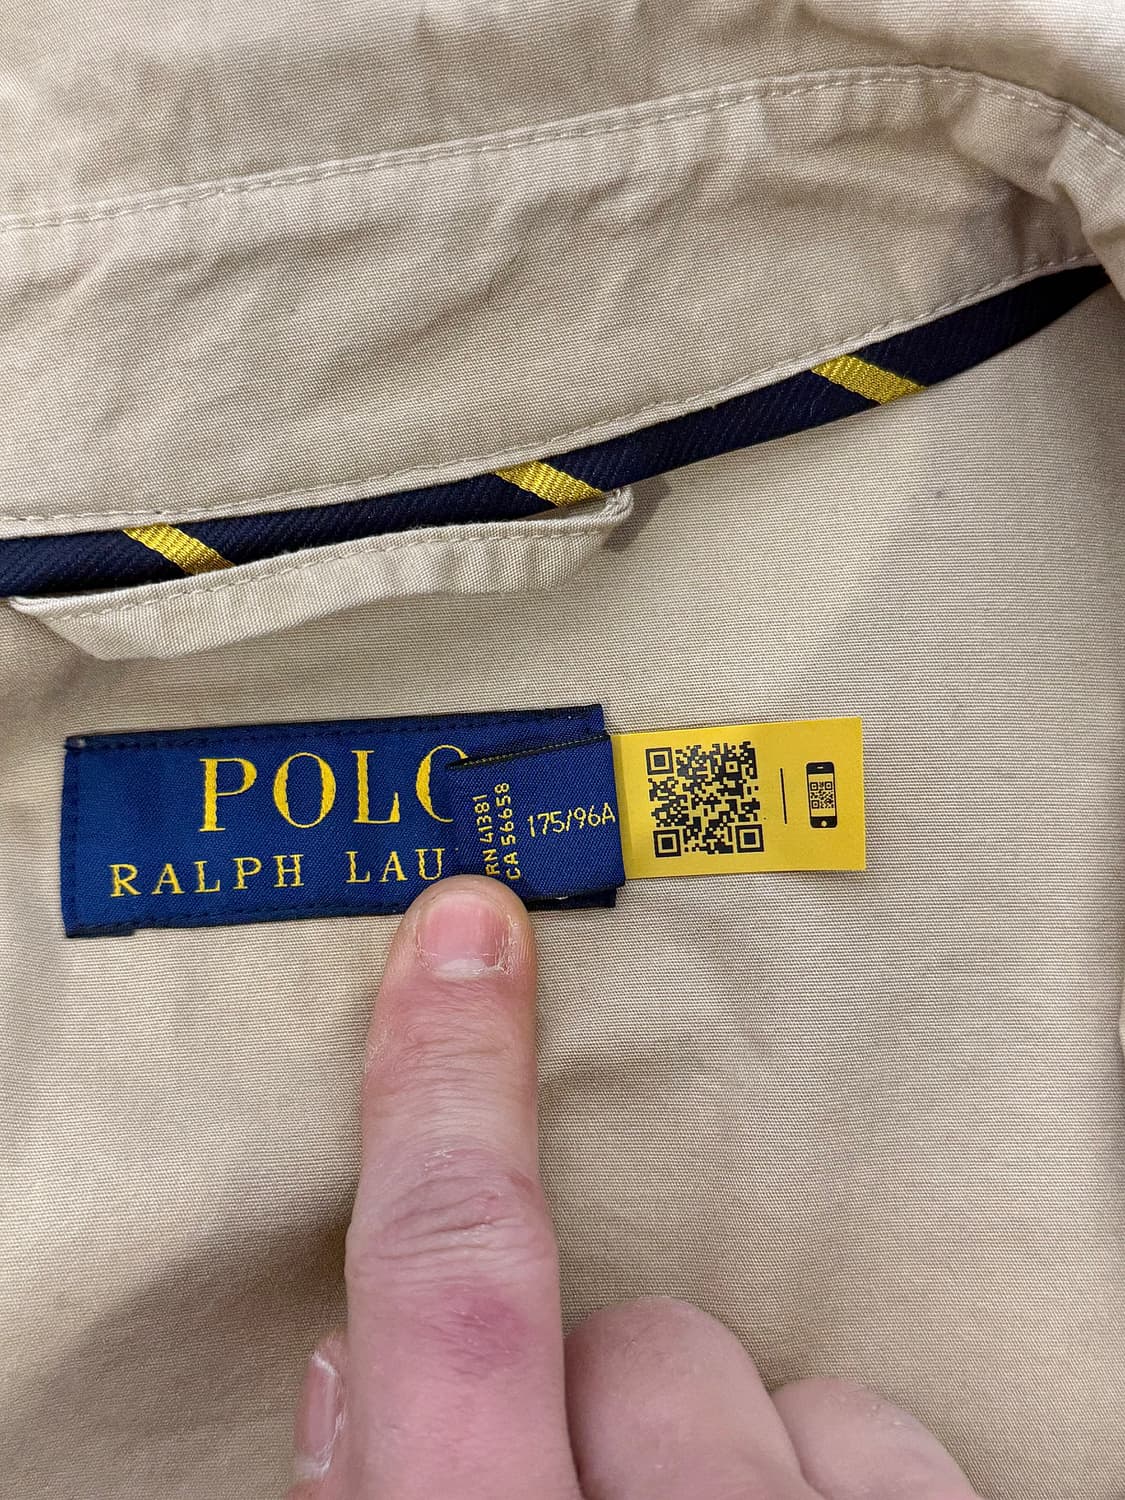 POLO
RALPH LAU
RN 41381
CA 56658
175/96A